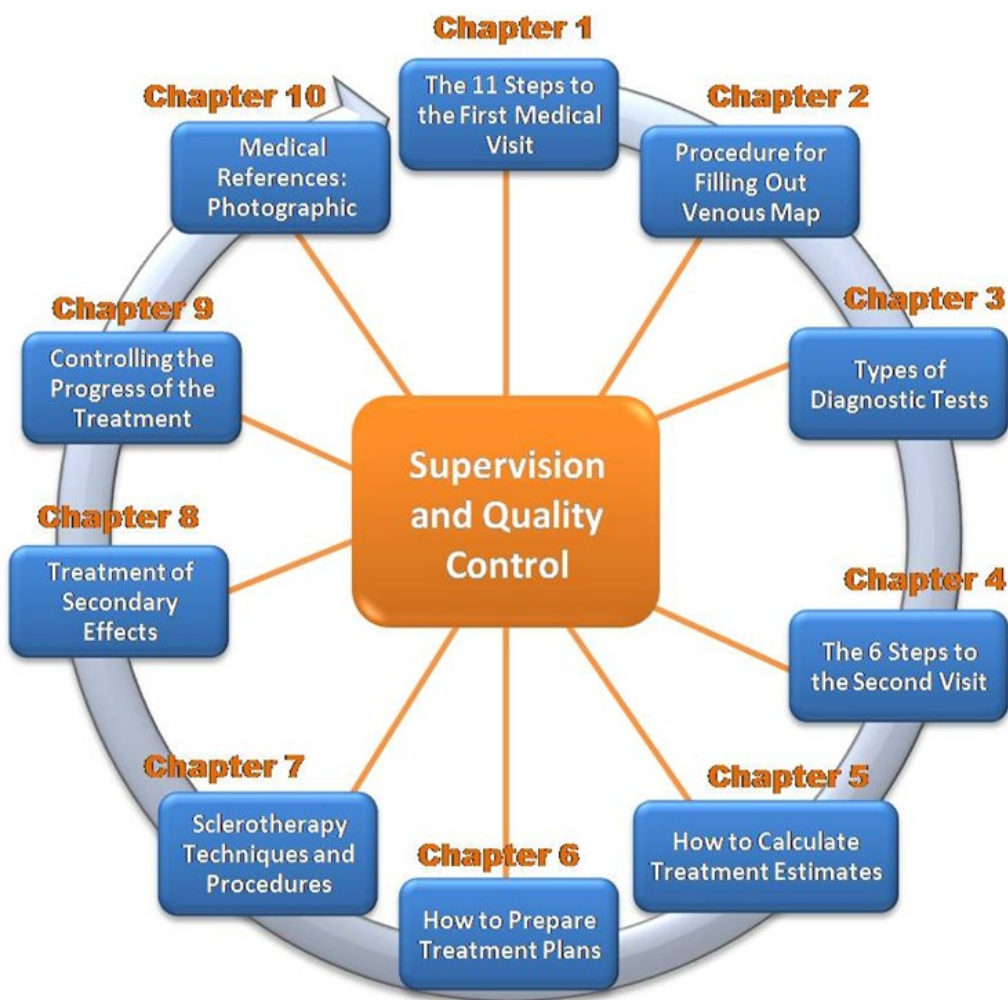 Chapter 1
The 11 Steps to
the First Medical
Visit
Chapter 2
Procedure for
Filling Out
Venous Map
Chapter 3
Types of
Diagnostic Tests
Chapter 4
The 6 Steps to
the Second Visit
Chapter 5
How to Calculate
Treatment Estimates
Chapter 6
How to Prepare
Treatment Plans
Chapter 7
Sclerotherapy
Techniques and
Procedures
Chapter 8
Treatment of
Secondary
Effects
Chapter 9
Controlling the
Progress of the
Treatment
Chapter 10
Medical
References:
Photographic
Supervision
and Quality
Control